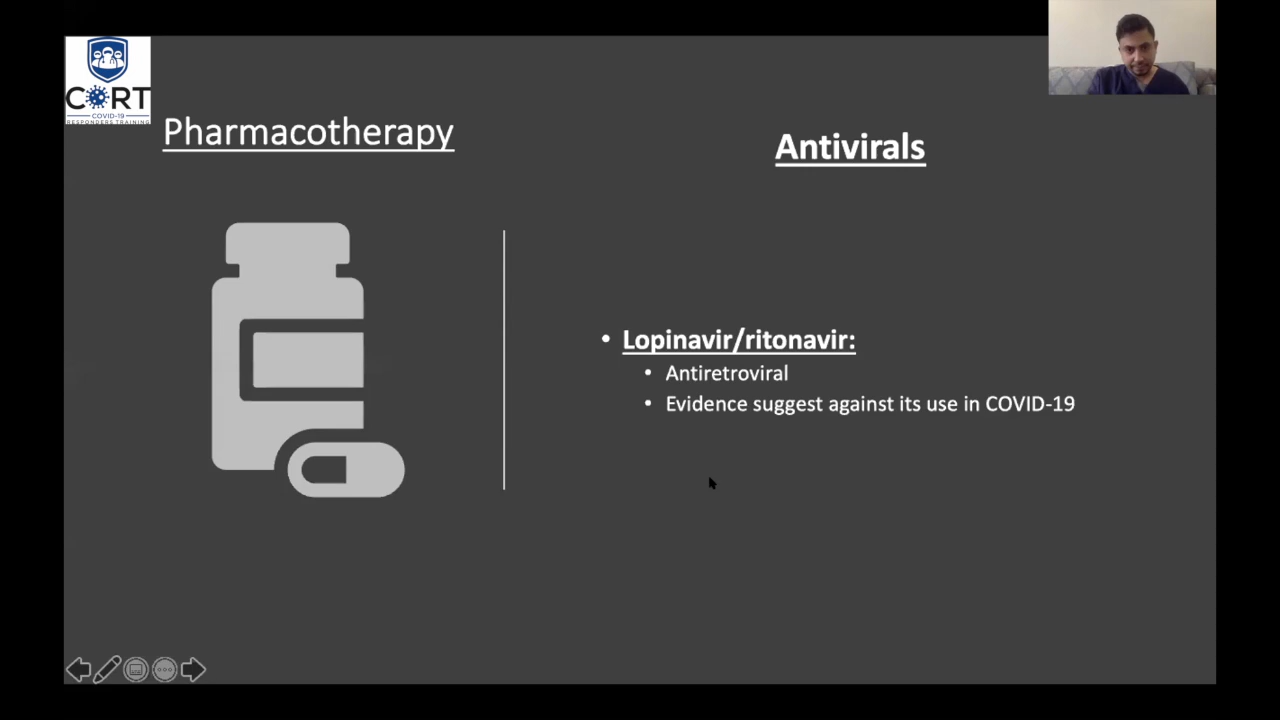 CORT
COVID-19
RESPONDERS TRAINING
Pharmacotherapy
Antivirals
• Lopinavir/ritonavir:
• Antiretroviral
• Evidence suggest against its use in COVID-19